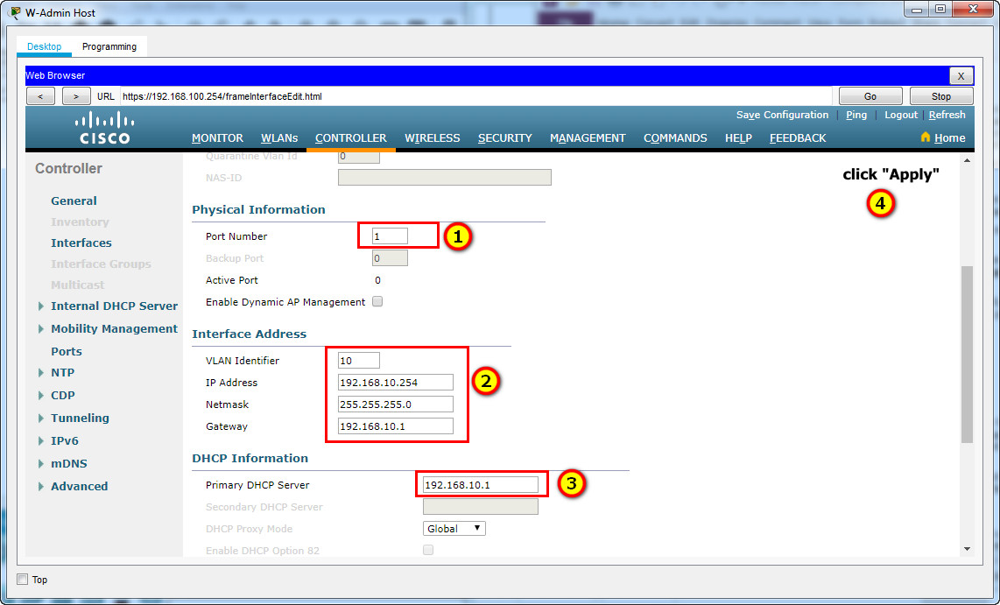 W-Admin Host
Desktop Programming
Web Browser X
< > URL https://192.168.100.254/frameInterfaceEdit.html Go Stop
Save Configuration | Ping | Logout | Refresh
CISCO
MONITOR WLANs CONTROLLER WIRELESS SECURITY MANAGEMENT COMMANDS HELP FEEDBACK Home
Controller
General
Inventory
Interfaces
Interface Groups
Multicast
Internal DHCP Server
Mobility Management
Ports
NTP
CDP
Tunneling
IPv6
mDNS
Advanced
Quarantine Vlan Id 0
NAS-ID
click "Apply"
4
Physical Information
Port Number 1 1
Backup Port 0
Active Port 0
Enable Dynamic AP Management
Interface Address
VLAN Identifier 10
IP Address 192.168.10.254 2
Netmask 255.255.255.0
Gateway 192.168.10.1
DHCP Information
Primary DHCP Server 192.168.10.1 3
Secondary DHCP Server
DHCP Proxy Mode Global
Enable DHCP Option 82
Top